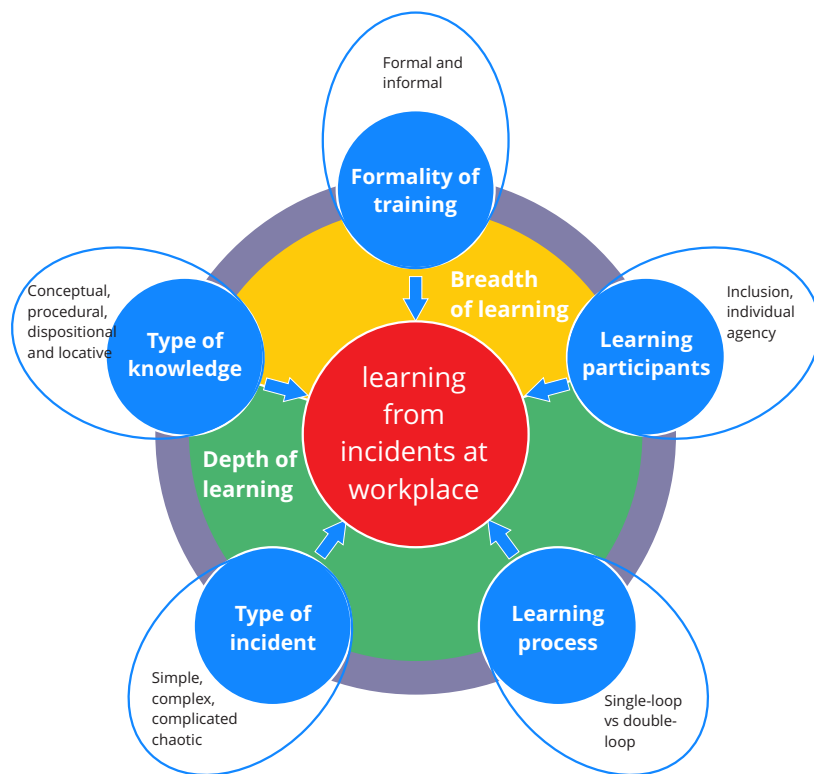 Formal and
informal
Formality of
training
Breadth
of learning
Conceptual,
procedural,
dispositional
and locative
Type of
knowledge
Inclusion,
individual
agency
Learning
participants
learning
from
incidents at
workplace
Depth of
learning
Type of
incident
Simple,
complex,
complicated
chaotic
Learning
process
Single-loop
vs double-
loop